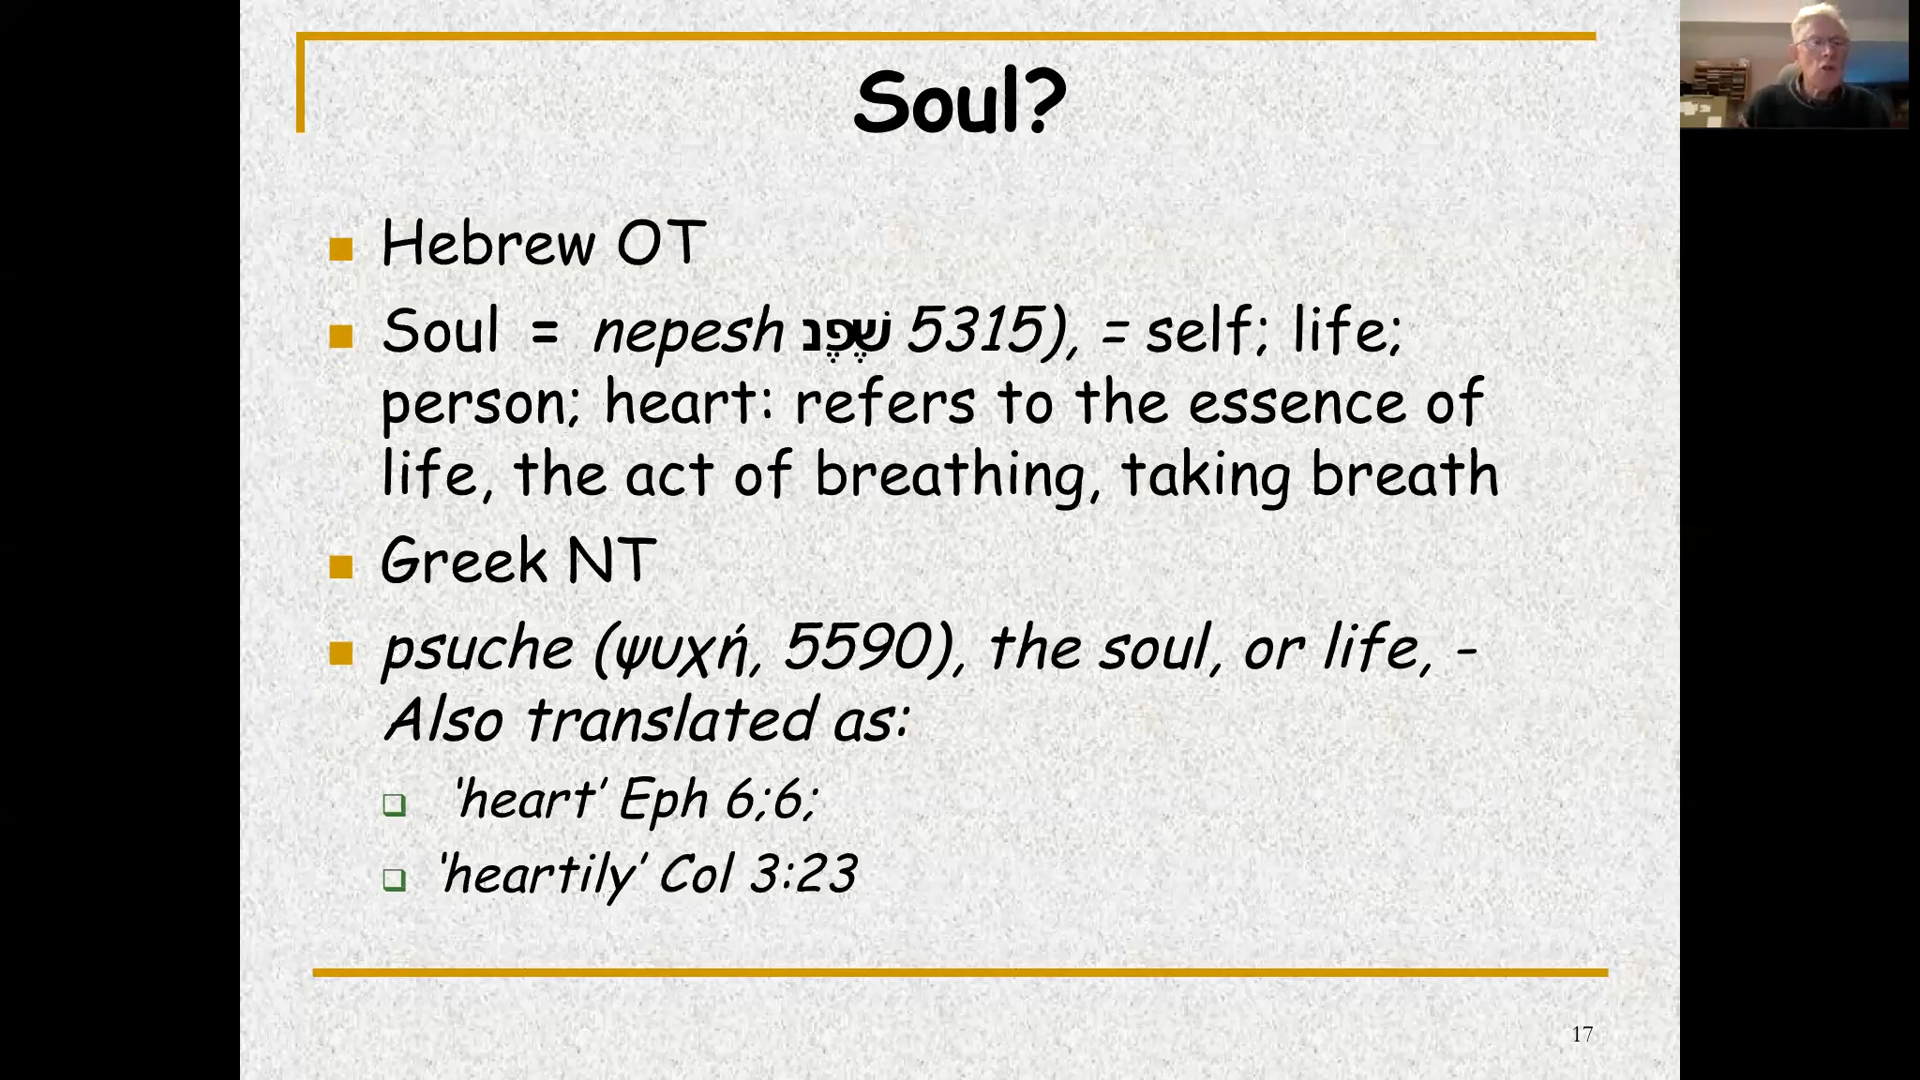 Soul?
Hebrew OT
Soul = nepesh שֶׁפֶנ 5315), = self; life;
person; heart: refers to the essence of
life, the act of breathing, taking breath
Greek NT
psuche (ψυχή, 5590), the soul, or life, -
Also translated as:
‘heart’ Eph 6;6;
‘heartily’ Col 3:23
17